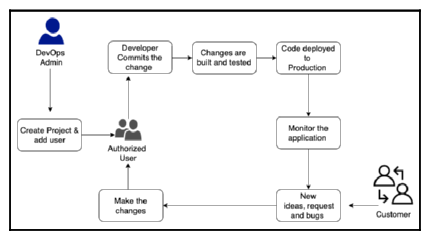 DevOps
Admin
Developer
Commits the
change
Changes are
built and tested
Code deployed
to
Production
Create Project &
add user
Authorized
User
Monitor the
application
Make the
changes
New
ideas, request
and bugs
Customer